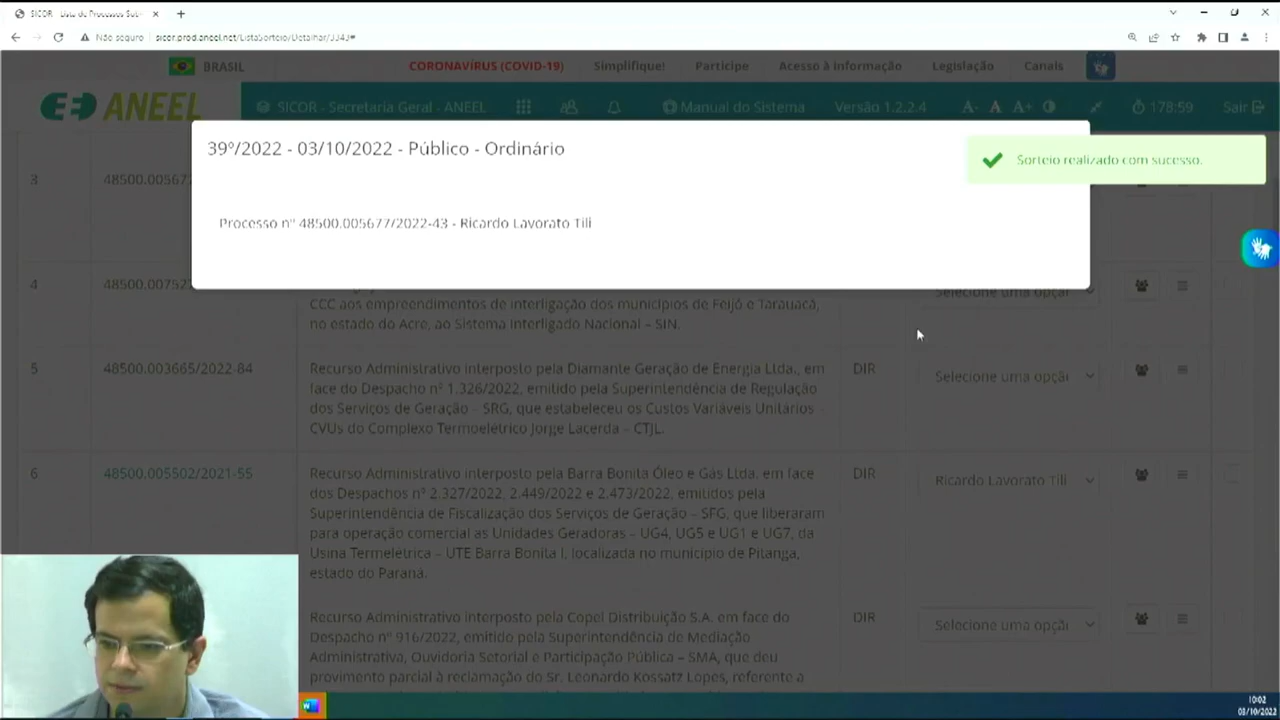 SICOR - Lista de Processos Sor
Não seguro
sicor.prod.aneel.net/ListaSorteio/Detalhar/3343#
BRASIL
CORONAVÍRUS (COVID-19)
Simplifique!
Participe
Acesso à informação
Legislação
Canais
ANEEL
SICOR - Secretaria Geral - ANEEL
Manual do Sistema
Versão 1.2.2.4
A-
A
A+
178:59
Sair
39º/2022 - 03/10/2022 - Público - Ordinário
Sorteio realizado com sucesso.
Processo nº 48500.005677/2022-43 - Ricardo Lavorato Tili
3
48500.00567
4
48500.00752
CCC aos empreendimentos de interligação dos municípios de Feijó e Tarauacá,
no estado do Acre, ao Sistema Interligado Nacional – SIN.
Selecione uma opçã
5
48500.003665/2022-84
Recurso Administrativo interposto pela Diamante Geração de Energia Ltda., em
face do Despacho nº 1.326/2022, emitido pela Superintendência de Regulação
dos Serviços de Geração – SRG, que estabeleceu os Custos Variáveis Unitários –
CVUs do Complexo Termoelétrico Jorge Lacerda – CTJL.
DIR
Selecione uma opçã
6
48500.005502/2021-55
Recurso Administrativo interposto pela Barra Bonita Óleo e Gás Ltda. em face
dos Despachos nº 2.327/2022, 2.449/2022 e 2.473/2022, emitidos pela
Superintendência de Fiscalização dos Serviços de Geração – SFG, que liberaram
para operação comercial as Unidades Geradoras – UG4, UG5 e UG1 e UG7, da
Usina Termelétrica – UTE Barra Bonita I, localizada no município de Pitanga,
estado do Paraná.
DIR
Ricardo Lavorato Tili
Recurso Administrativo interposto pela Copel Distribuição S.A. em face do
Despacho nº 916/2022, emitido pela Superintendência de Mediação
Administrativa, Ouvidoria Setorial e Participação Pública – SMA, que deu
provimento parcial à reclamação do Sr. Leonardo Kossatz Lopes, referente a
DIR
Selecione uma opçã
10:02
03/10/2022